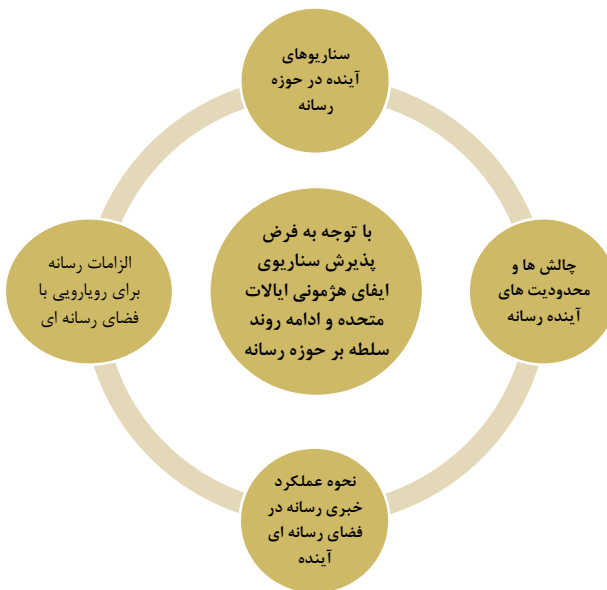 سناریوهای
آینده در حوزه
رسانه
با توجه به فرض
پذیرش سناریوی
ایفای هژمونی ایالات
متحده و ادامه روند
سلطه بر حوزه رسانه
چالش ها و
محدودیت های
آینده رسانه
نحوه عملکرد
خبری رسانه در
فضای رسانه ای
آینده
الزامات رسانه
برای رویارویی با
فضای رسانه ای